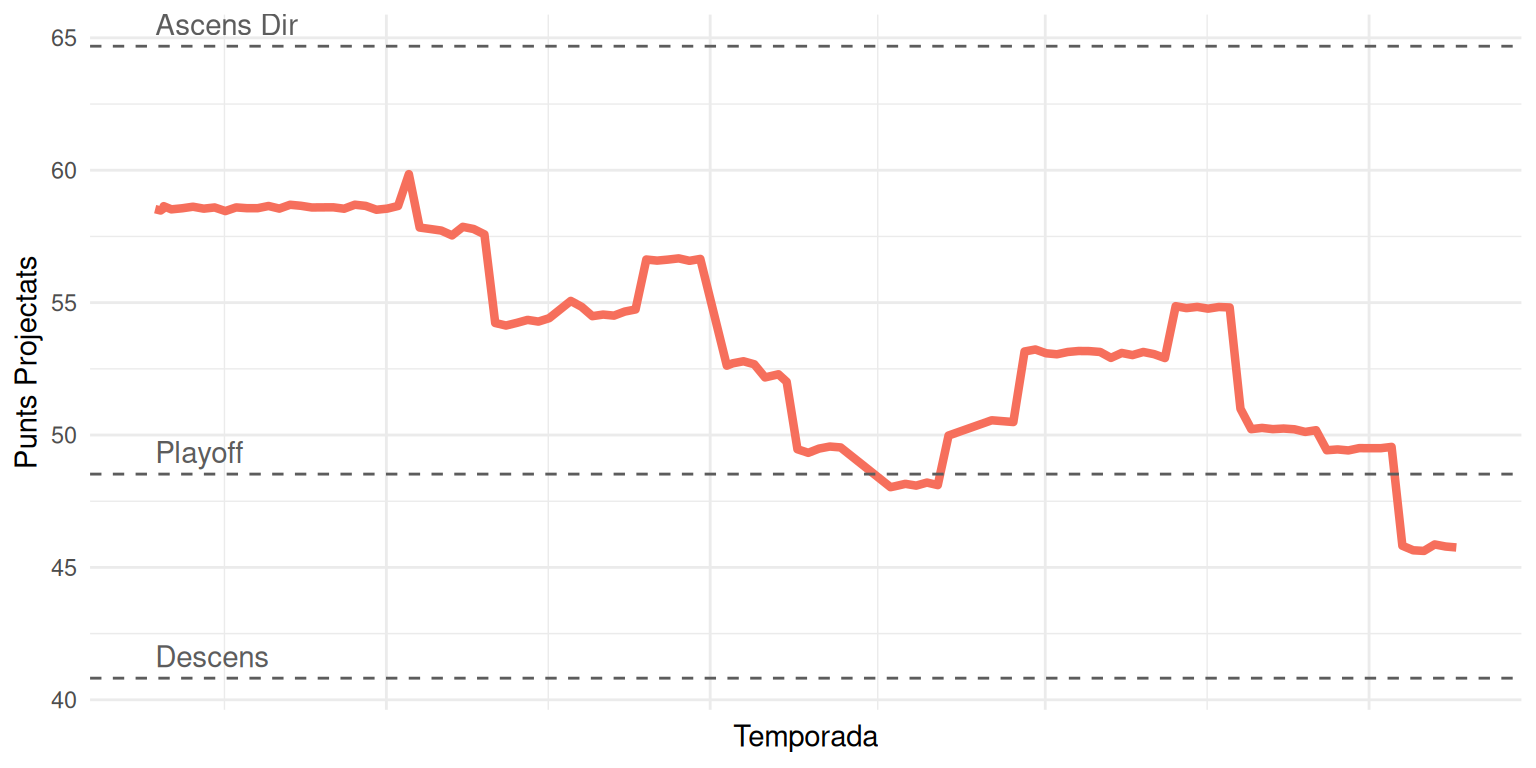 Ascens Dir
65
60
55
50
45
40
Playoff
Descens
Punts Projectats
Temporada